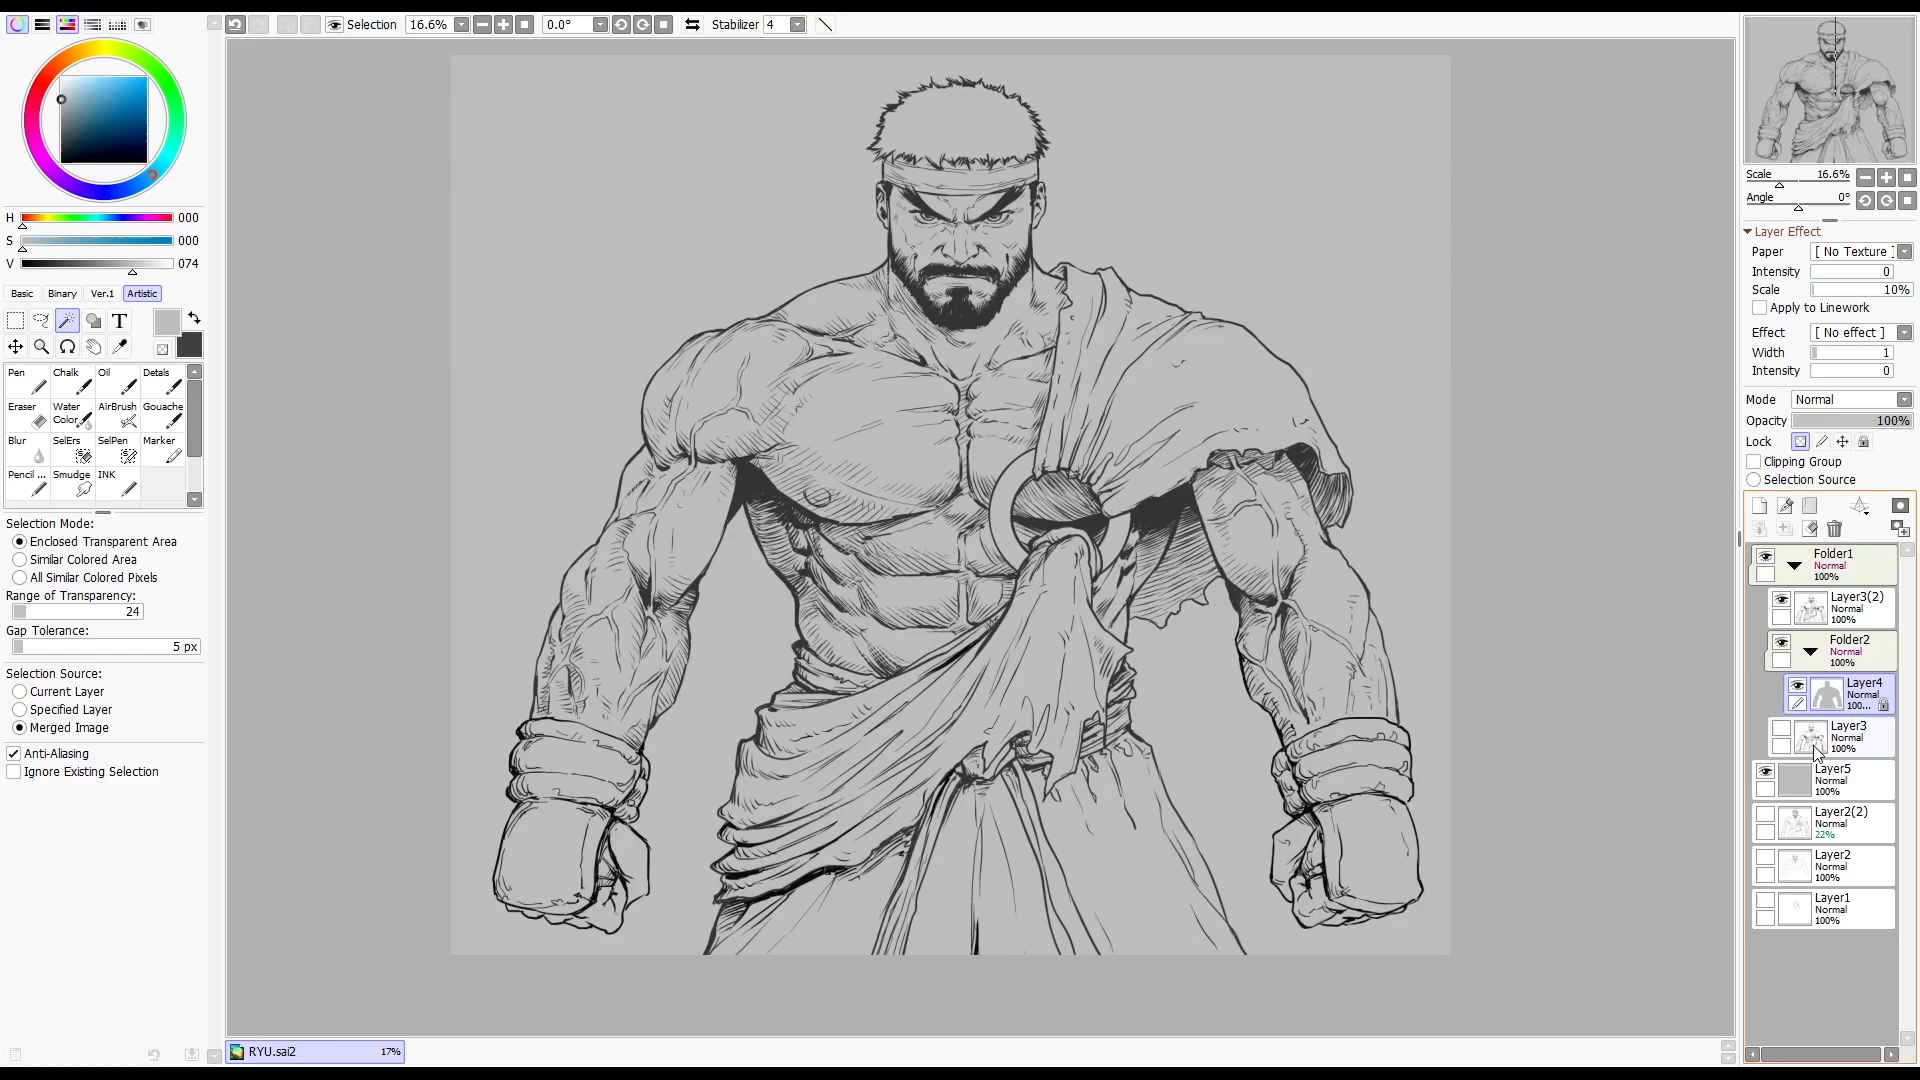 Selection
16.6%
0.0°
Stabilizer 4
H 000
S 000
V 074
Basic Binary Ver.1 Artistic
T
Pen Chalk Oil Detals
Eraser Water Color AirBrush Gouache
Blur SelErs SelPen Marker
Pencil ... Smudge INK
Selection Mode:
Enclosed Transparent Area
Similar Colored Area
All Similar Colored Pixels
Range of Transparency:
24
Gap Tolerance:
5 px
Selection Source:
Current Layer
Specified Layer
Merged Image
Anti-Aliasing
Ignore Existing Selection
RYU.sai2 17%
Scale 16.6%
Angle 0°
Layer Effect
Paper [ No Texture ]
Intensity 0
Scale 10%
Apply to Linework
Effect [ No effect ]
Width 1
Intensity 0
Mode Normal
Opacity 100%
Lock
Clipping Group
Selection Source
Folder1
Normal
100%
Layer3(2)
Normal
100%
Folder2
Normal
100%
Layer4
Normal
100...
Layer3
Normal
100%
Layer5
Normal
100%
Layer2(2)
Normal
22%
Layer2
Normal
100%
Layer1
Normal
100%